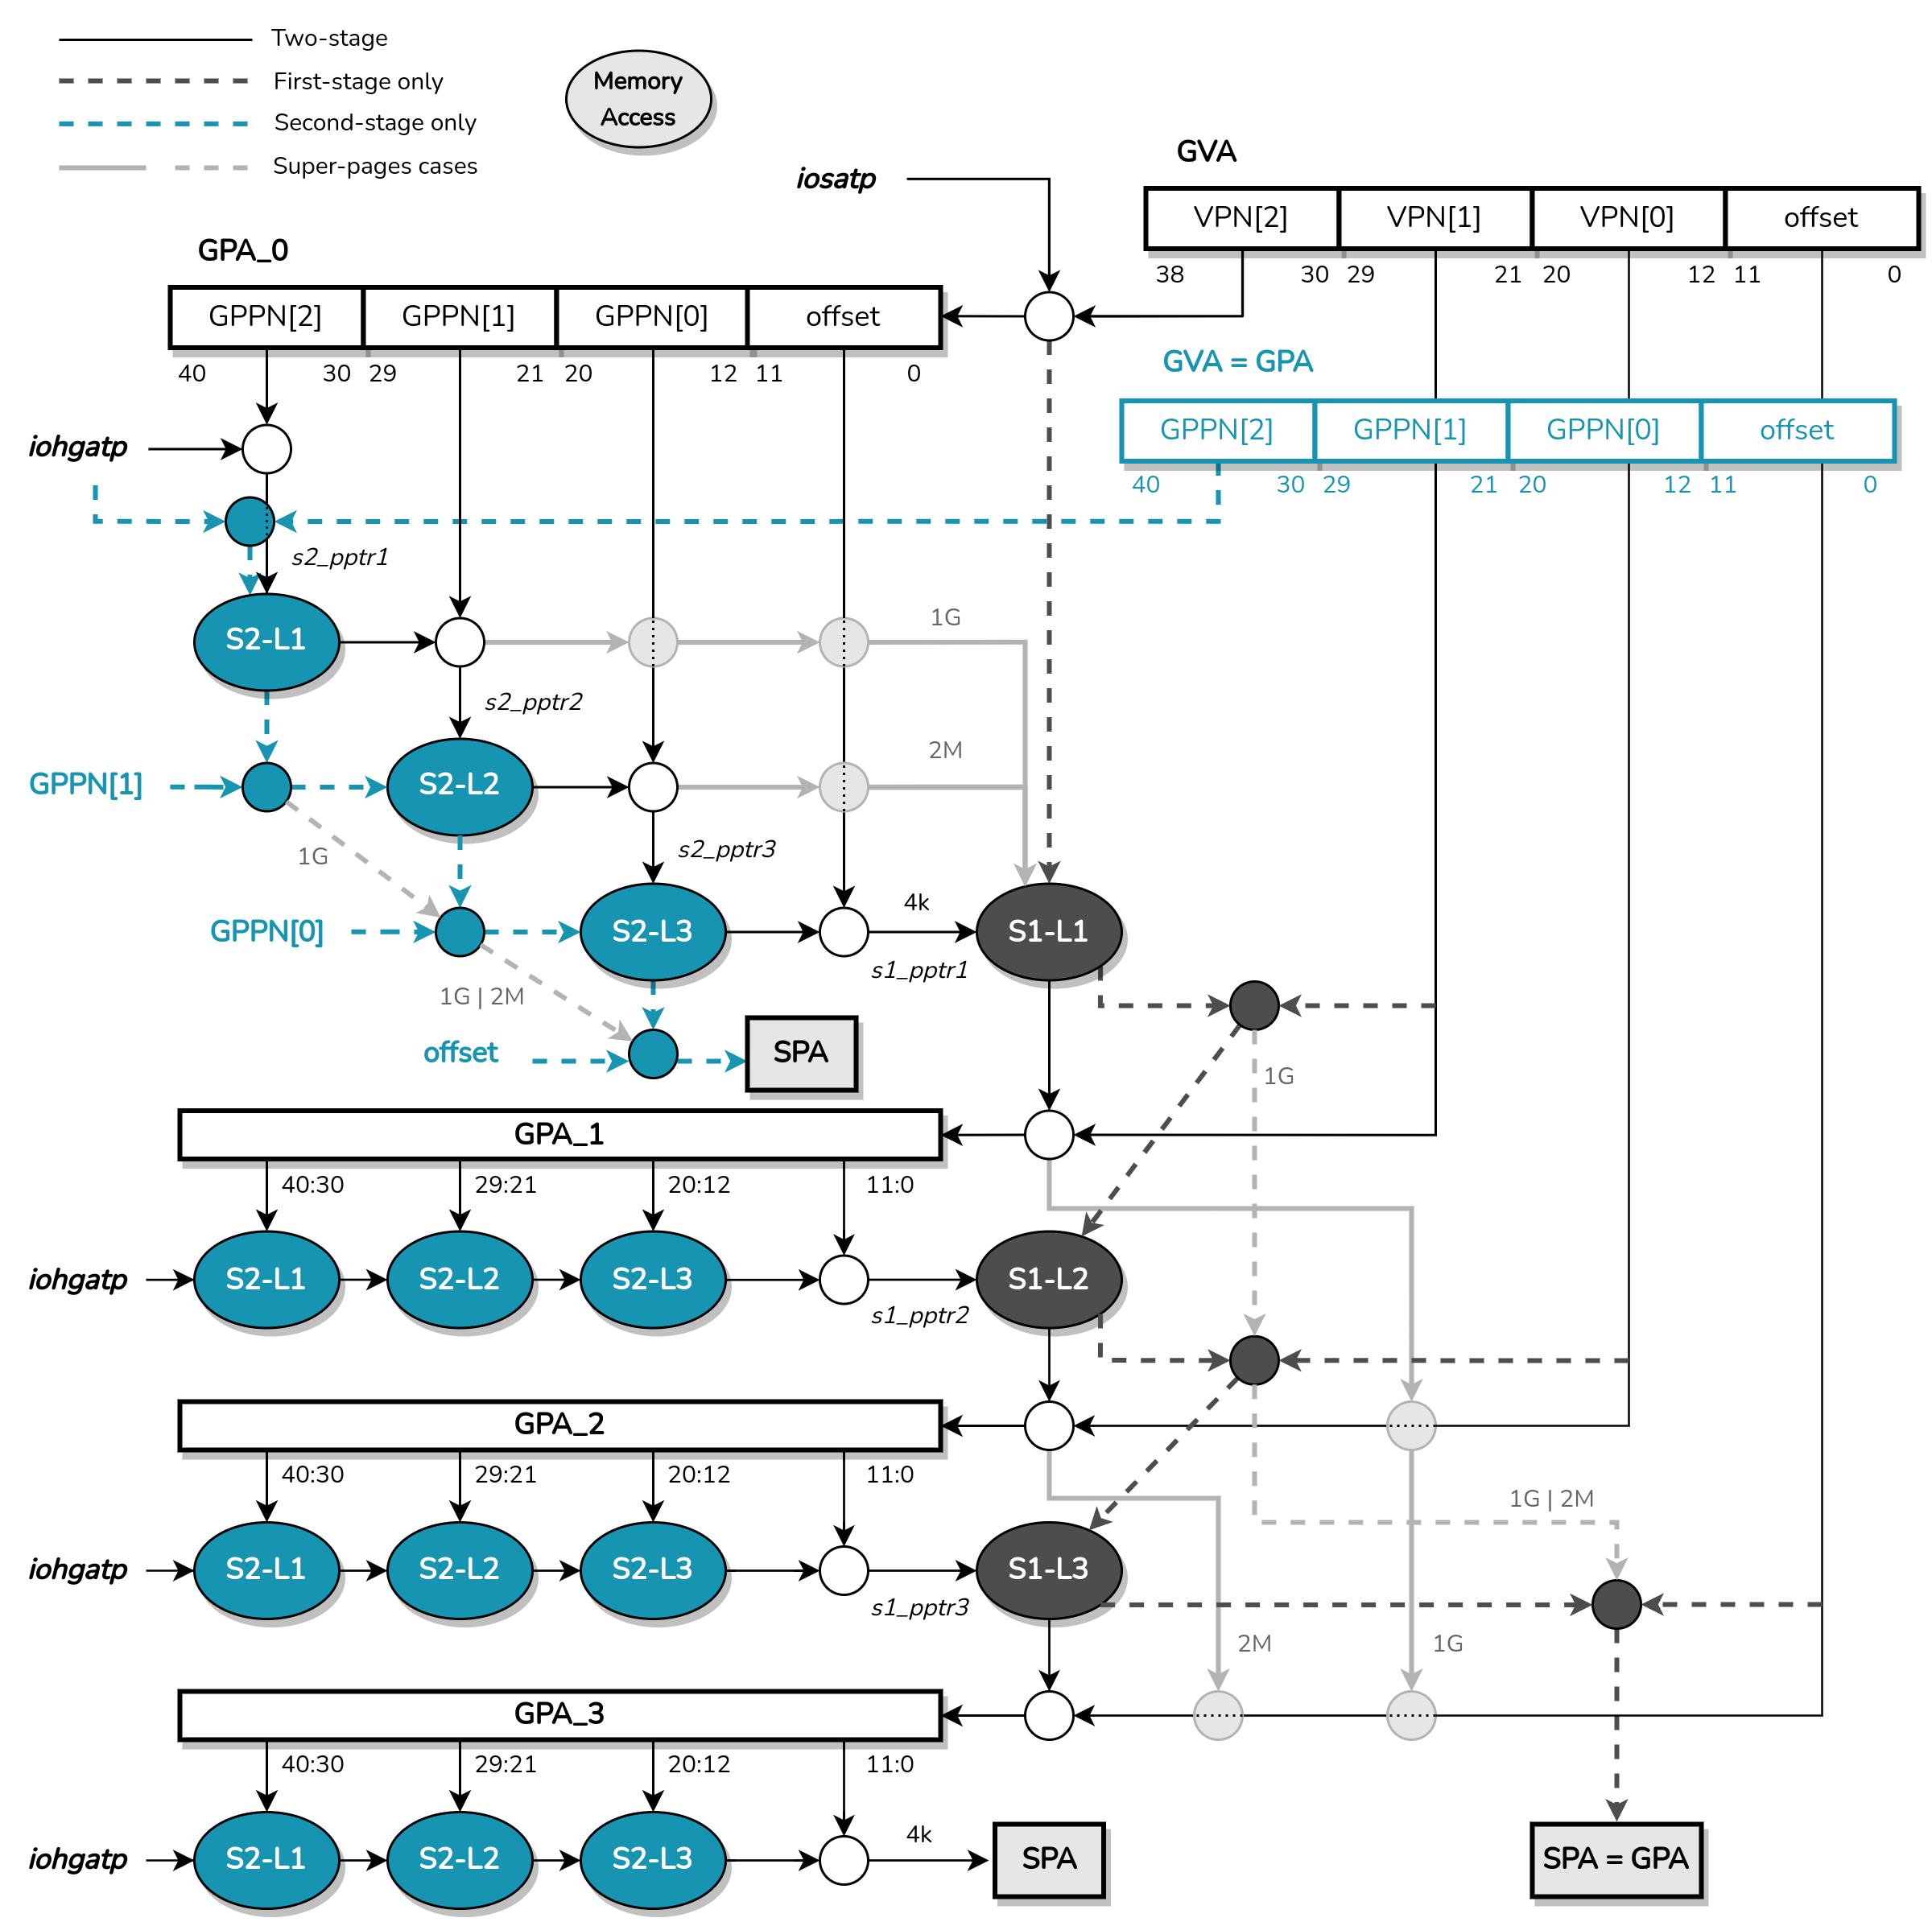 Two-stage
First-stage only
Second-stage only
Super-pages cases
Memory
Access
GVA
iosatp
VPN[2] VPN[1] VPN[0] offset
38 30 29 21 20 12 11 0
GPA_0
GPPN[2] GPPN[1] GPPN[0] offset
40 30 29 21 20 12 11 0
GVA = GPA
GPPN[2] GPPN[1] GPPN[0] offset
40 30 29 21 20 12 11 0
iohgatp
s2_pptr1
S2-L1
1G
s2_pptr2
2M
GPPN[1]
S2-L2
1G
s2_pptr3
4k
GPPN[0]
S2-L3
S1-L1
s1_pptr1
1G | 2M
offset
SPA
1G
GPA_1
40:30 29:21 20:12 11:0
iohgatp S2-L1 S2-L2 S2-L3 S1-L2
s1_pptr2
GPA_2
40:30 29:21 20:12 11:0
1G | 2M
iohgatp S2-L1 S2-L2 S2-L3 S1-L3
s1_pptr3
2M 1G
GPA_3
40:30 29:21 20:12 11:0
4k
iohgatp S2-L1 S2-L2 S2-L3 SPA SPA = GPA